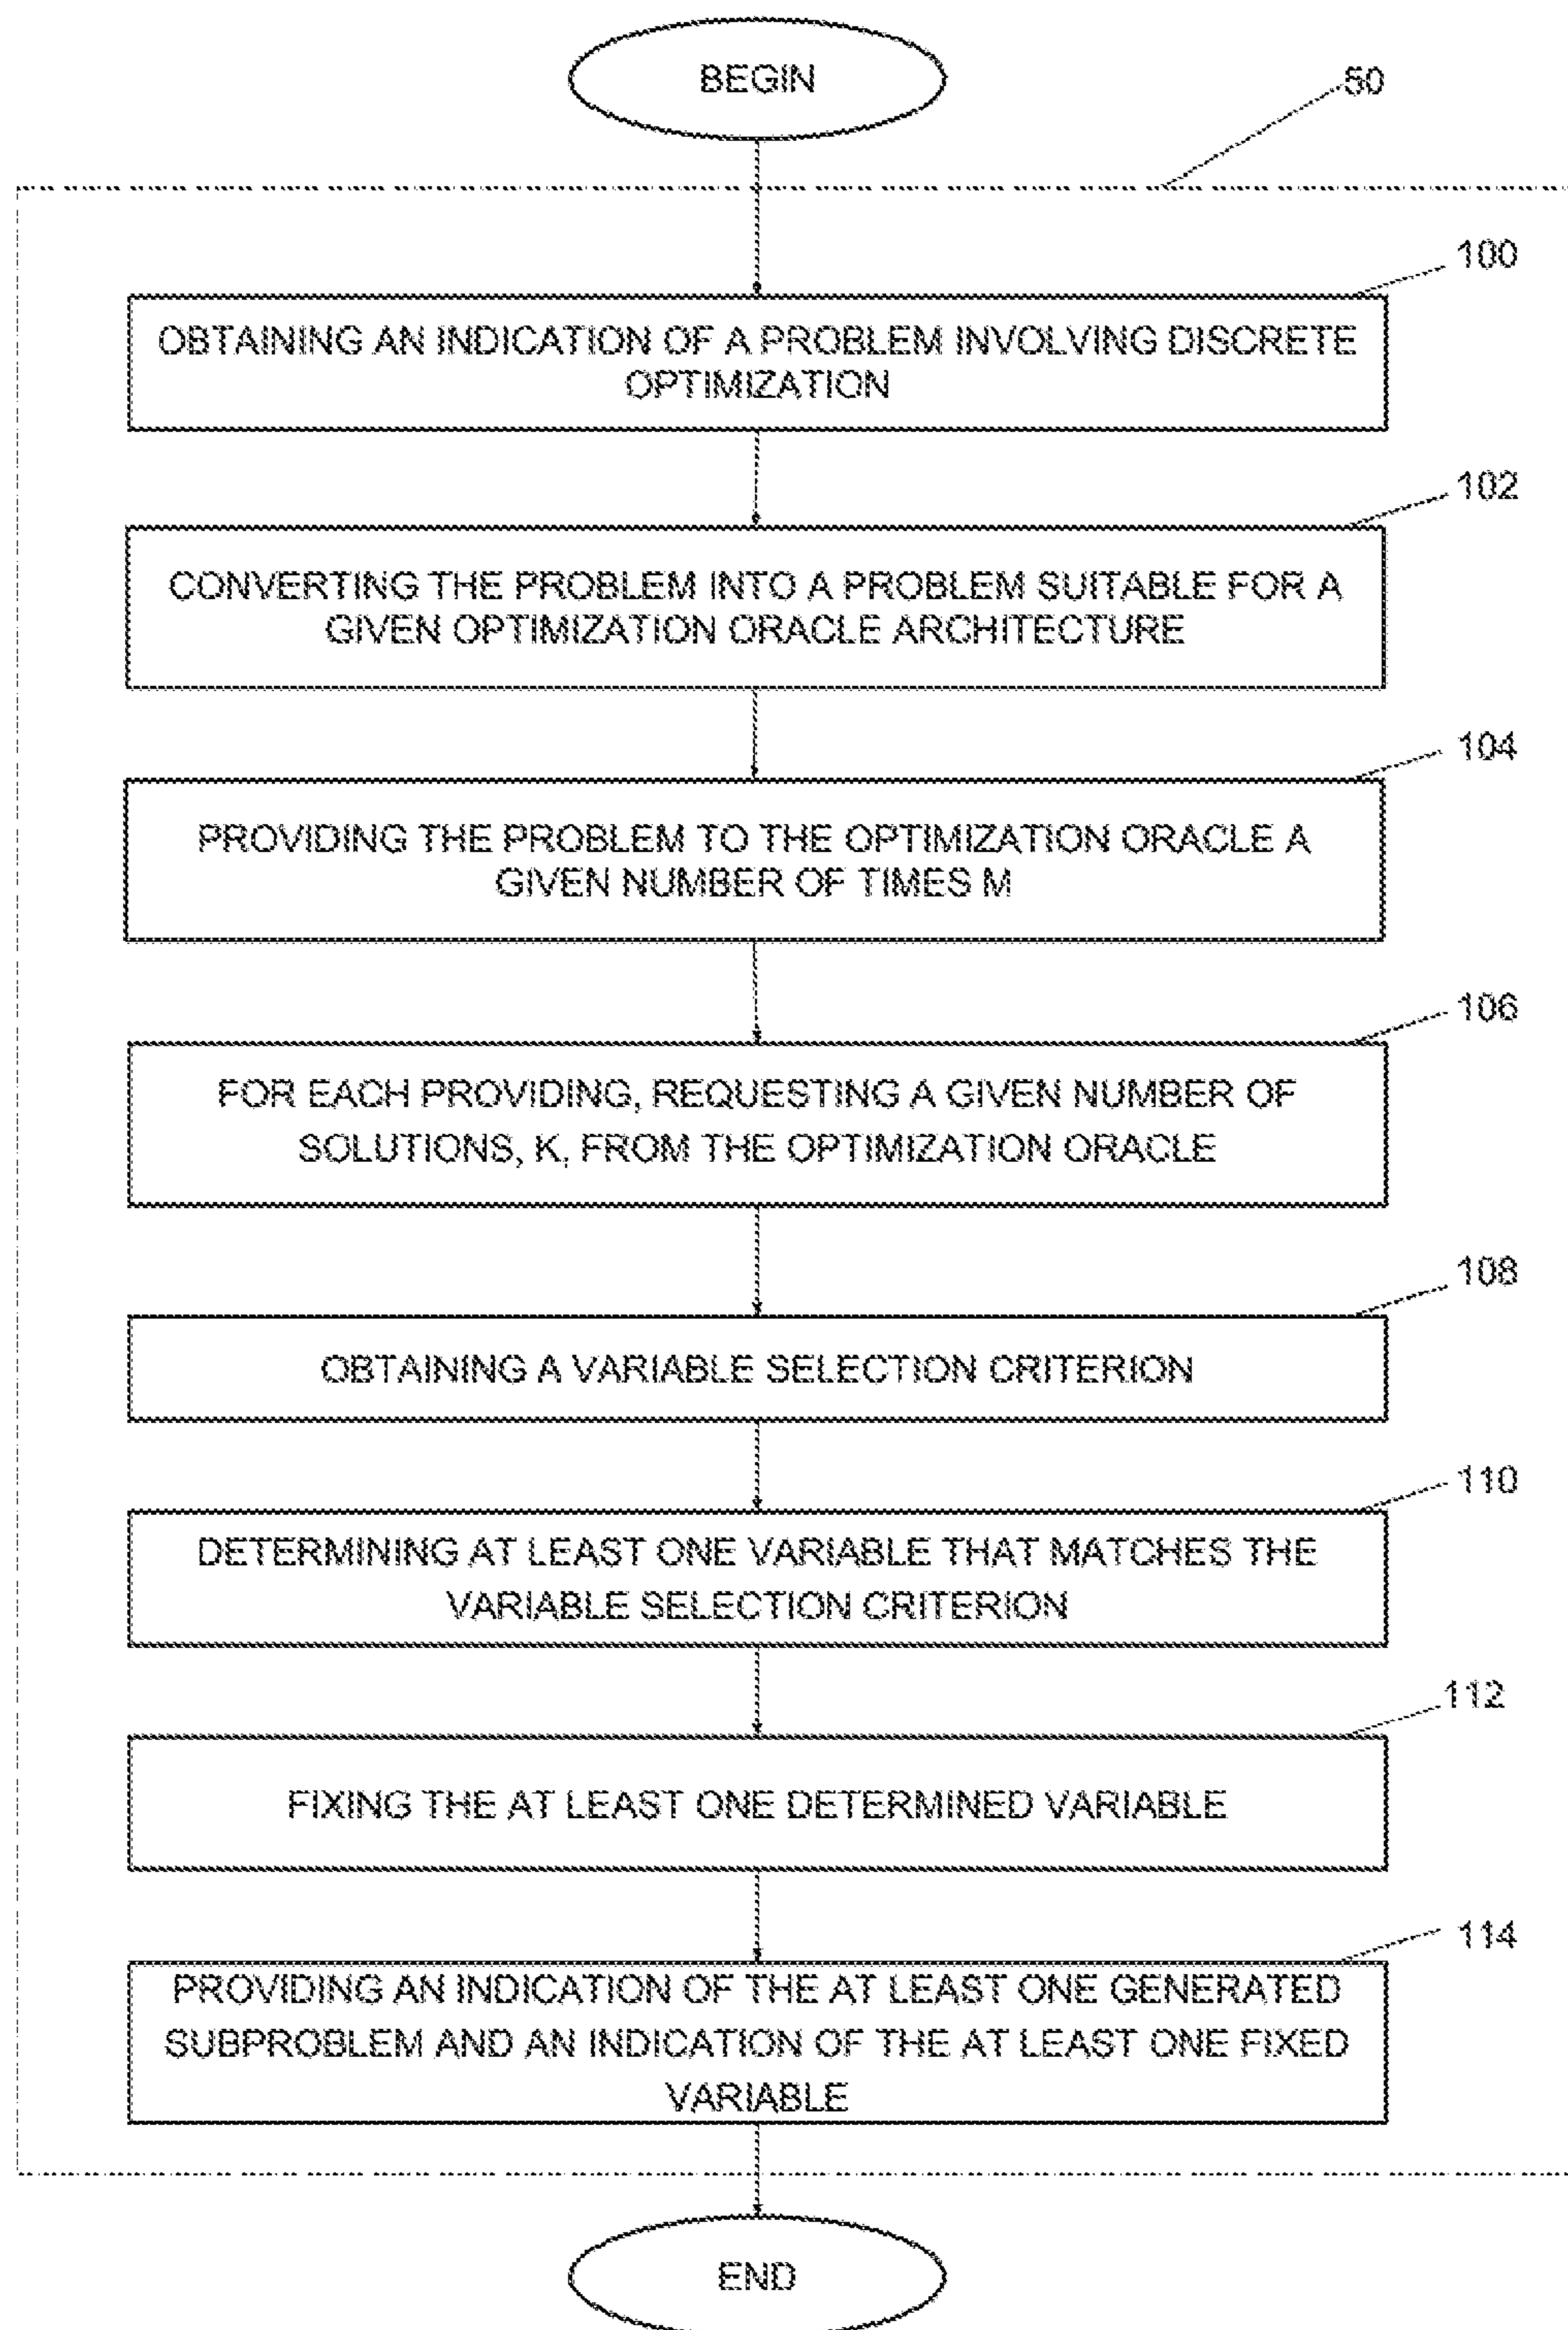 BEGIN
50
100
OBTAINING AN INDICATION OF A PROBLEM INVOLVING DISCRETE
OPTIMIZATION
102
CONVERTING THE PROBLEM INTO A PROBLEM SUITABLE FOR A
GIVEN OPTIMIZATION ORACLE ARCHITECTURE
104
PROVIDING THE PROBLEM TO THE OPTIMIZATION ORACLE A
GIVEN NUMBER OF TIMES M
106
FOR EACH PROVIDING, REQUESTING A GIVEN NUMBER OF
SOLUTIONS, K, FROM THE OPTIMIZATION ORACLE
108
OBTAINING A VARIABLE SELECTION CRITERION
110
DETERMINING AT LEAST ONE VARIABLE THAT MATCHES THE
VARIABLE SELECTION CRITERION
112
FIXING THE AT LEAST ONE DETERMINED VARIABLE
114
PROVIDING AN INDICATION OF THE AT LEAST ONE GENERATED
SUBPROBLEM AND AN INDICATION OF THE AT LEAST ONE FIXED
VARIABLE
END